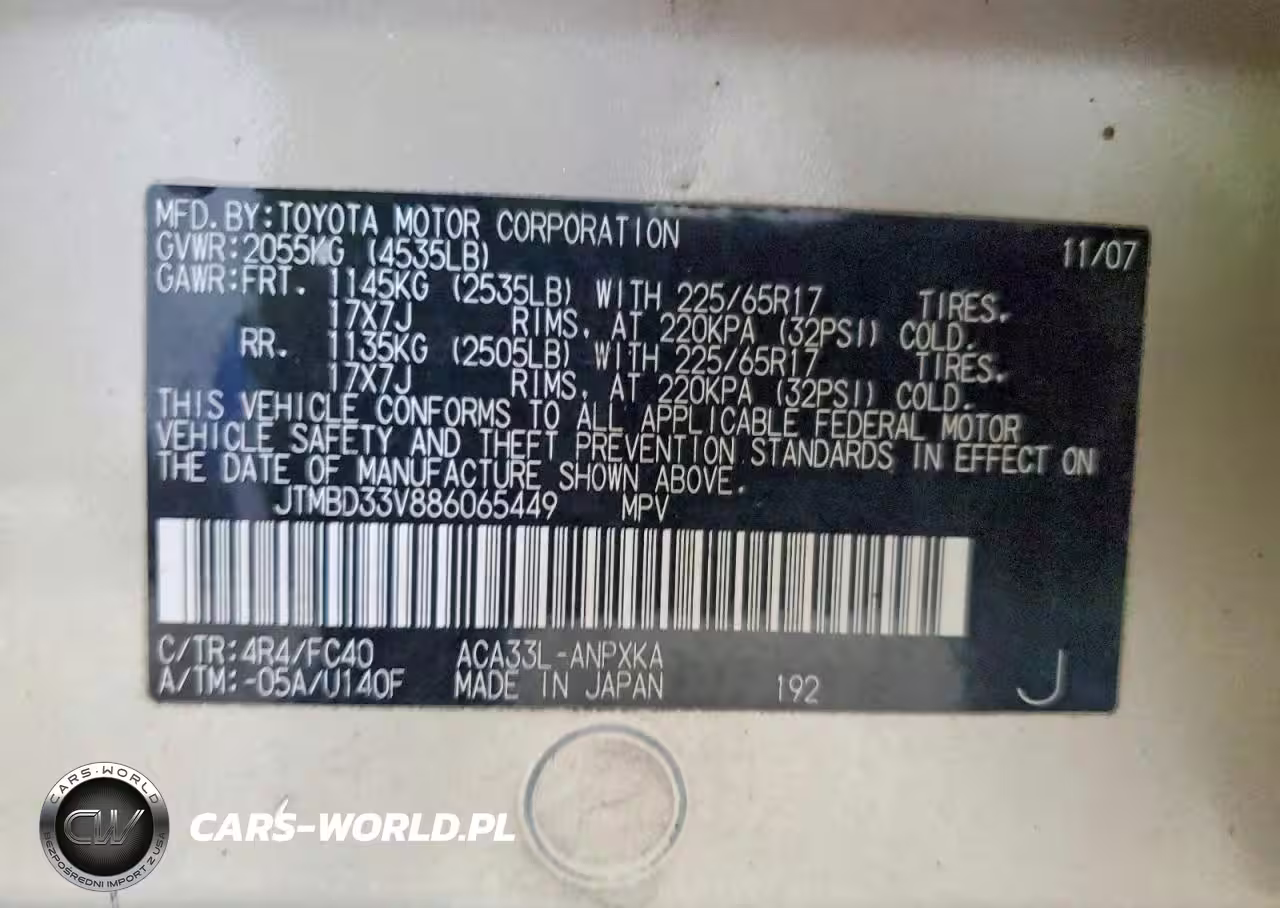 MFD.BY:TOYOTA MOTOR CORPORATION 11/07
GVWR:2055KG (4535LB)
GAWR:FRT. 1145KG (2535LB) WITH 225/65R17 TIRES.
17X7J RIMS, AT 220KPA (32PSI) COLD.
RR. 1135KG (2505LB) WITH 225/65R17 TIRES.
17X7J RIMS, AT 220KPA (32PSI) COLD.
THIS VEHICLE CONFORMS TO ALL APPLICABLE FEDERAL MOTOR
VEHICLE SAFETY AND THEFT PREVENTION STANDARDS IN EFFECT ON
THE DATE OF MANUFACTURE SHOWN ABOVE.
JTMBD33V886065449 MPV
C/TR:4R4/FC40 ACA33L-ANPXKA
A/TM:-05A/U140F MADE IN JAPAN 192 J
CARS-WORLD
CW
BEZPOŚREDNI IMPORT Z USA
CARS-WORLD.PL